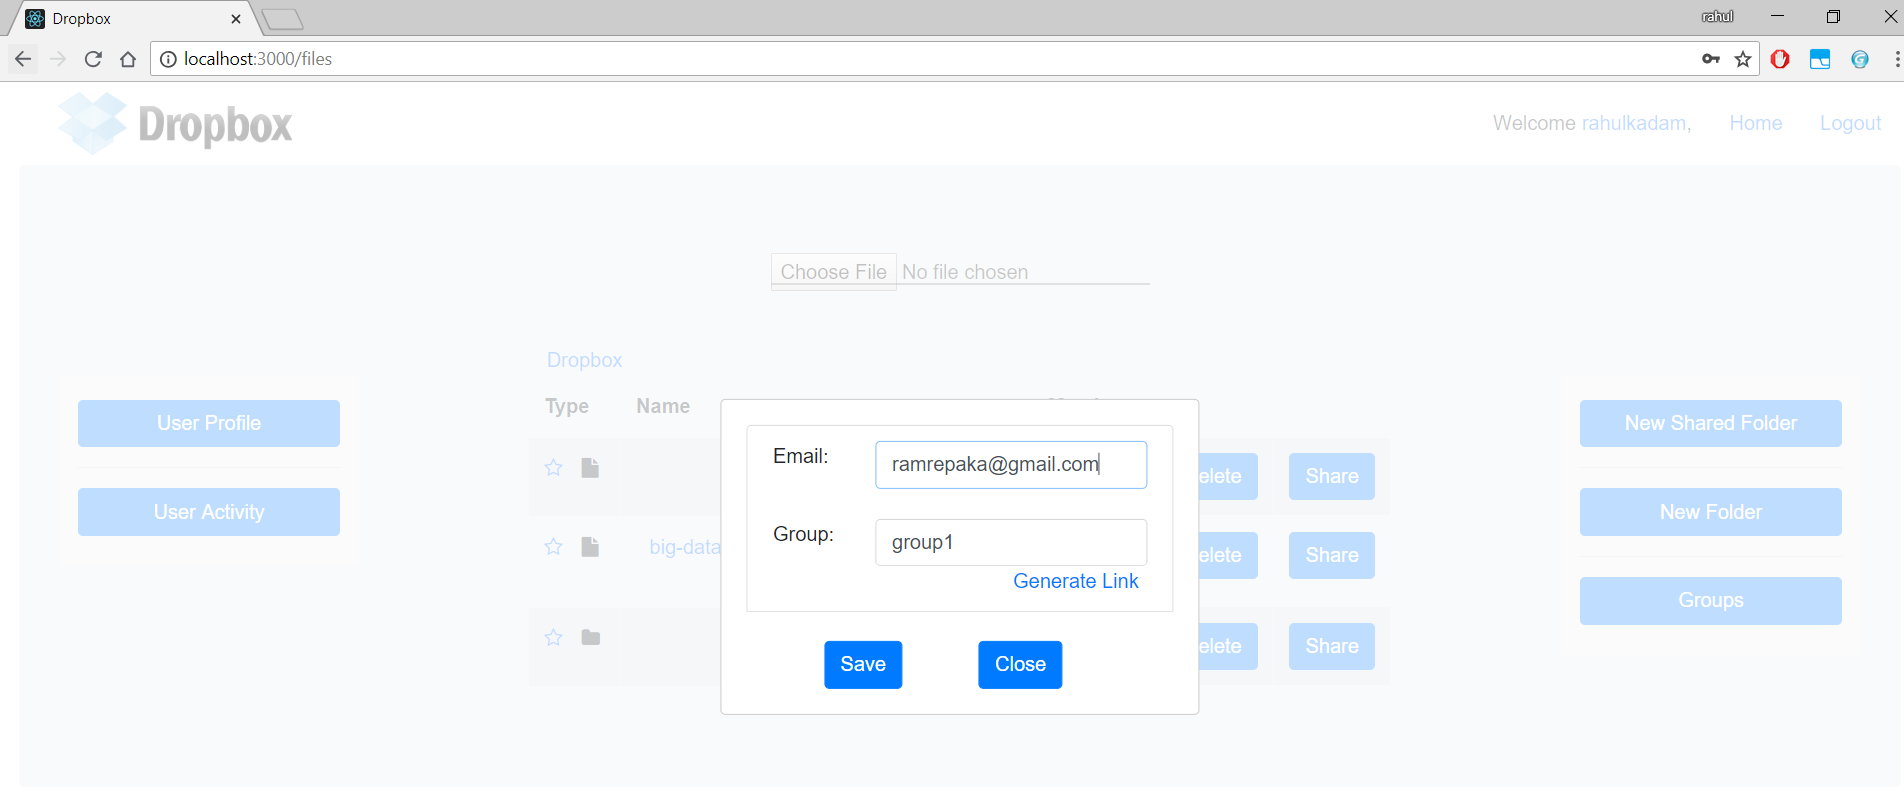 Dropbox
rahul
localhost:3000/files
Dropbox
Welcome rahulkadam, Home Logout
Choose File No file chosen
Dropbox
Type Name
User Profile
User Activity
big-data
Email: ramrepaka@gmail.com
Group: group1
Generate Link
Save Close
elete Share
elete Share
elete Share
New Shared Folder
New Folder
Groups